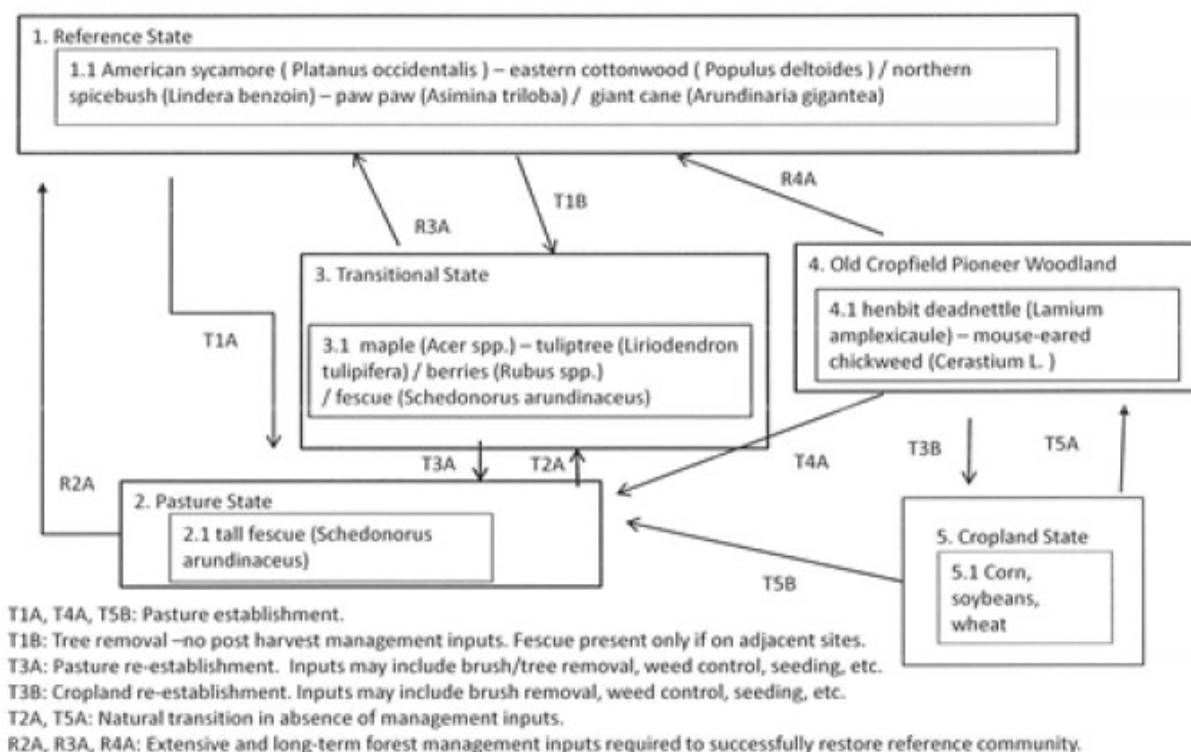 1. Reference State
1.1 American sycamore ( Platanus occidentalis ) – eastern cottonwood ( Populus deltoides ) / northern
spicebush (Lindera benzoin) – paw paw (Asimina triloba) / giant cane (Arundinaria gigantea)
R4A
T1B
R3A
3. Transitional State
4. Old Cropfield Pioneer Woodland
4.1 henbit deadnettle (Lamium
amplexicaule) – mouse-eared
chickweed (Cerastium L. )
T1A
3.1 maple (Acer spp.) – tuliptree (Liriodendron
tulipifera) / berries (Rubus spp.)
/ fescue (Schedonorus arundinaceus)
T3A
T2A
T4A
T3B
T5A
R2A
2. Pasture State
2.1 tall fescue (Schedonorus
arundinaceus)
5. Cropland State
5.1 Corn,
soybeans,
wheat
T5B
T1A, T4A, T5B: Pasture establishment.
T1B: Tree removal –no post harvest management inputs. Fescue present only if on adjacent sites.
T3A: Pasture re-establishment. Inputs may include brush/tree removal, weed control, seeding, etc.
T3B: Cropland re-establishment. Inputs may include brush removal, weed control, seeding, etc.
T2A, T5A: Natural transition in absence of management inputs.
R2A, R3A, R4A: Extensive and long-term forest management inputs required to successfully restore reference community.